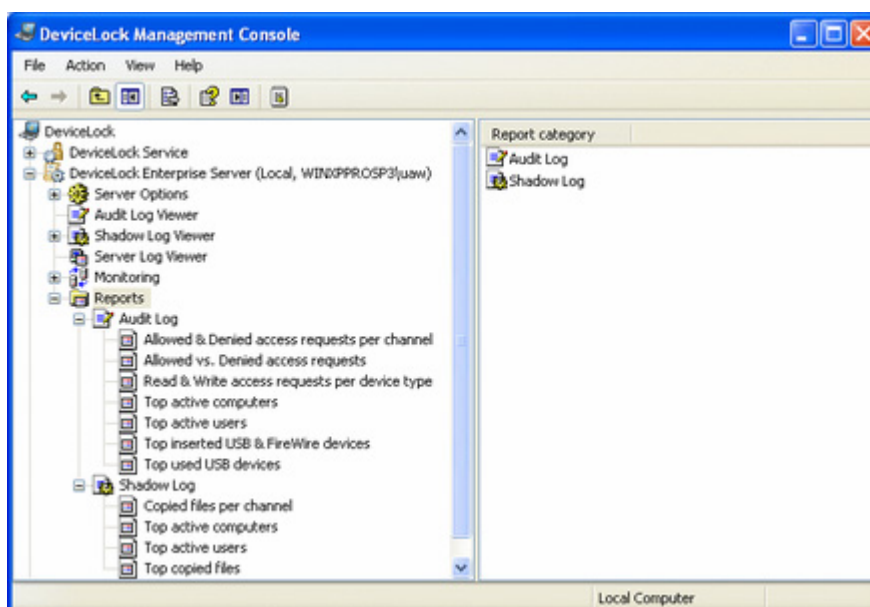 DeviceLock Management Console
File Action View Help
DeviceLock
DeviceLock Service
DeviceLock Enterprise Server (Local, WINXPPROSP3\uaw)
Server Options
Audit Log Viewer
Shadow Log Viewer
Server Log Viewer
Monitoring
Reports
Audit Log
Allowed & Denied access requests per channel
Allowed vs. Denied access requests
Read & Write access requests per device type
Top active computers
Top active users
Top inserted USB & FireWire devices
Top used USB devices
Shadow Log
Copied files per channel
Top active computers
Top active users
Top copied files
Report category
Audit Log
Shadow Log
Local Computer